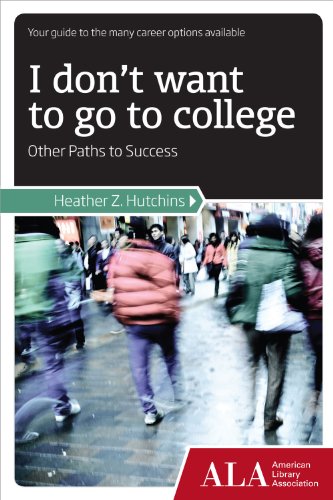 Your guide to the many career options available
I don't want
to go to college
Other Paths to Success
Heather Z. Hutchins
ALA
American
Library
Association